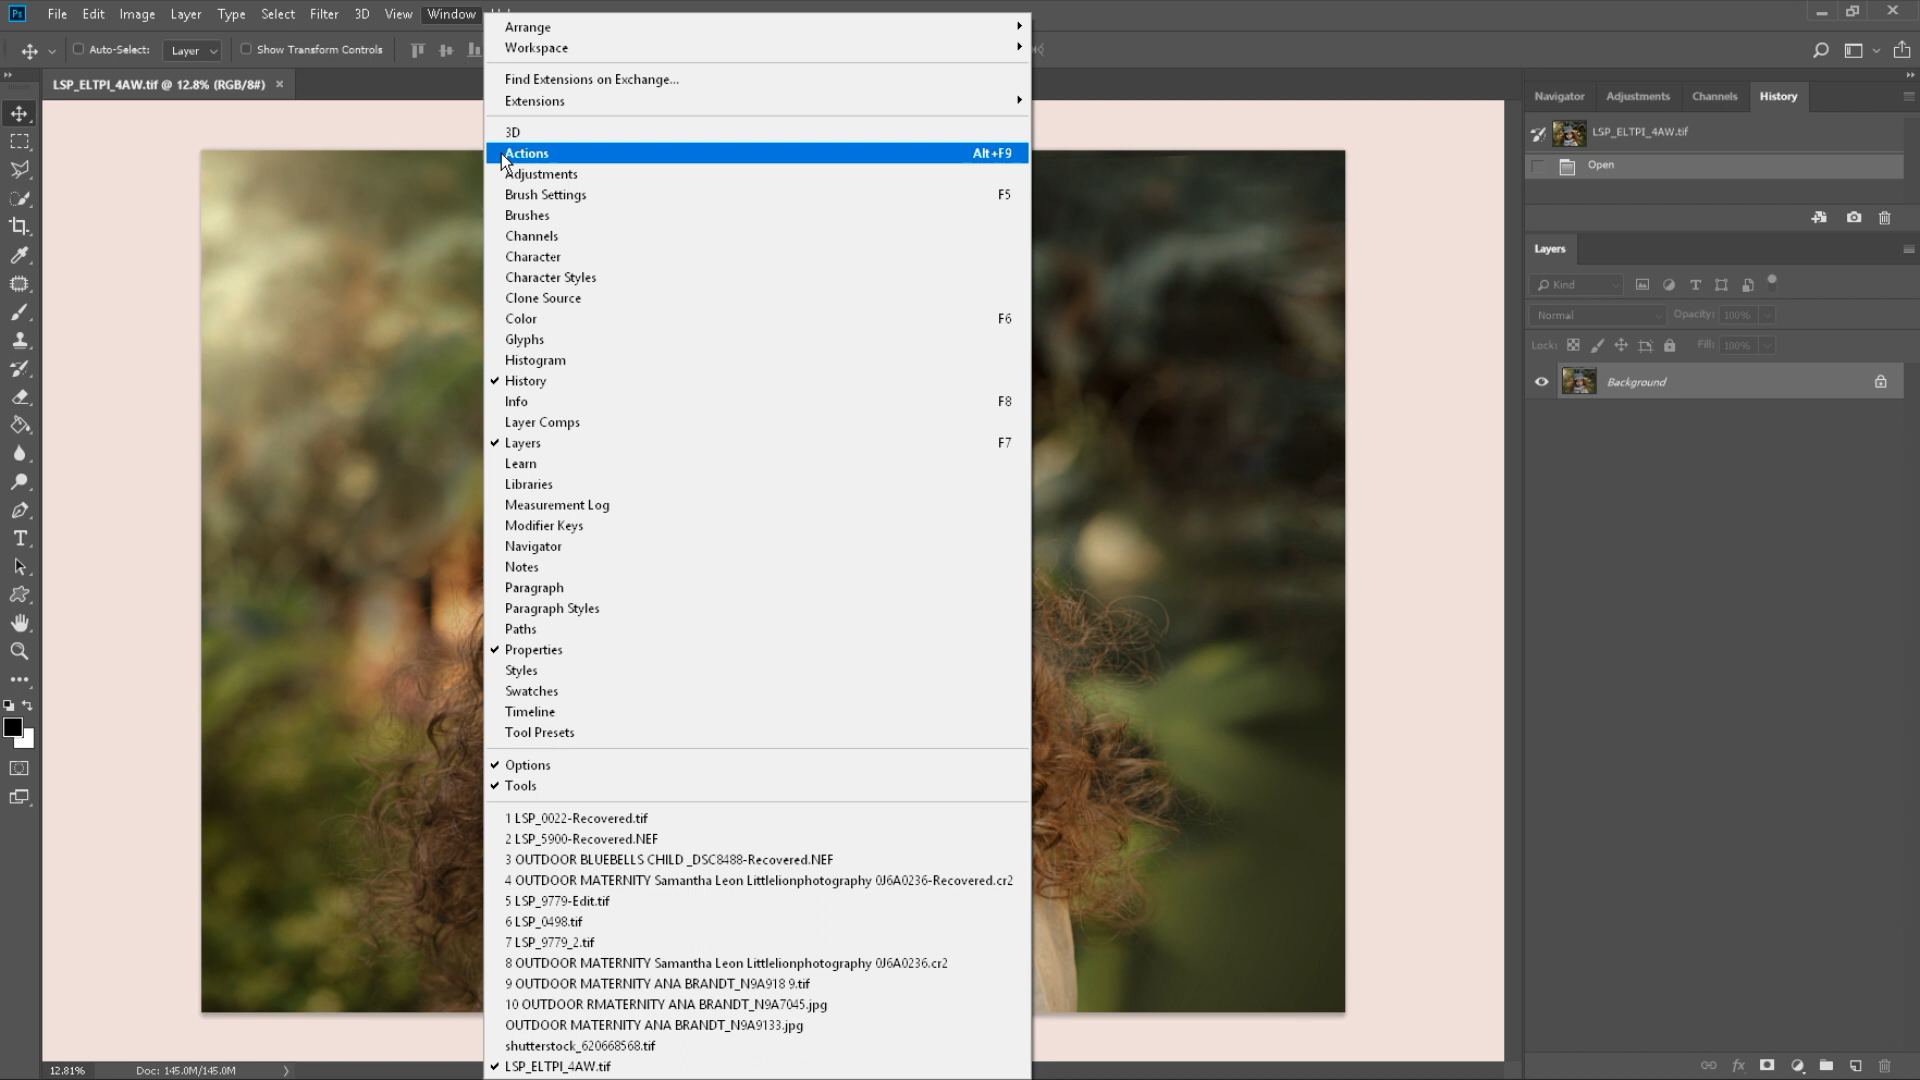 Ps File Edit Image Layer Type Select Filter 3D View Window
Auto-Select: Layer Show Transform Controls
LSP_ELTPI_4AW.tif @ 12.8% (RGB/8#) ×
Arrange
Workspace
Find Extensions on Exchange...
Extensions
3D
Actions Alt+F9
Adjustments
Brush Settings F5
Brushes
Channels
Character
Character Styles
Clone Source
Color F6
Glyphs
Histogram
History
Info F8
Layer Comps
Layers F7
Learn
Libraries
Measurement Log
Modifier Keys
Navigator
Notes
Paragraph
Paragraph Styles
Paths
Properties
Styles
Swatches
Timeline
Tool Presets
Options
Tools
1 LSP_0022-Recovered.tif
2 LSP_5900-Recovered.NEF
3 OUTDOOR BLUEBELLS CHILD _DSC8488-Recovered.NEF
4 OUTDOOR MATERNITY Samantha Leon Littlelionphotography 0J6A0236-Recovered.cr2
5 LSP_9779-Edit.tif
6 LSP_0498.tif
7 LSP_9779_2.tif
8 OUTDOOR MATERNITY Samantha Leon Littlelionphotography 0J6A0236.cr2
9 OUTDOOR MATERNITY ANA BRANDT_N9A918 9.tif
10 OUTDOOR RMATERNITY ANA BRANDT_N9A7045.jpg
OUTDOOR MATERNITY ANA BRANDT_N9A9133.jpg
shutterstock_620668568.tif
LSP_ELTPI_4AW.tif
Navigator Adjustments Channels History
LSP_ELTPI_4AW.tif
Open
Layers
Kind
Normal Opacity: 100%
Lock: Fill: 100%
Background
fx
12.81% Doc: 145.0M/145.0M